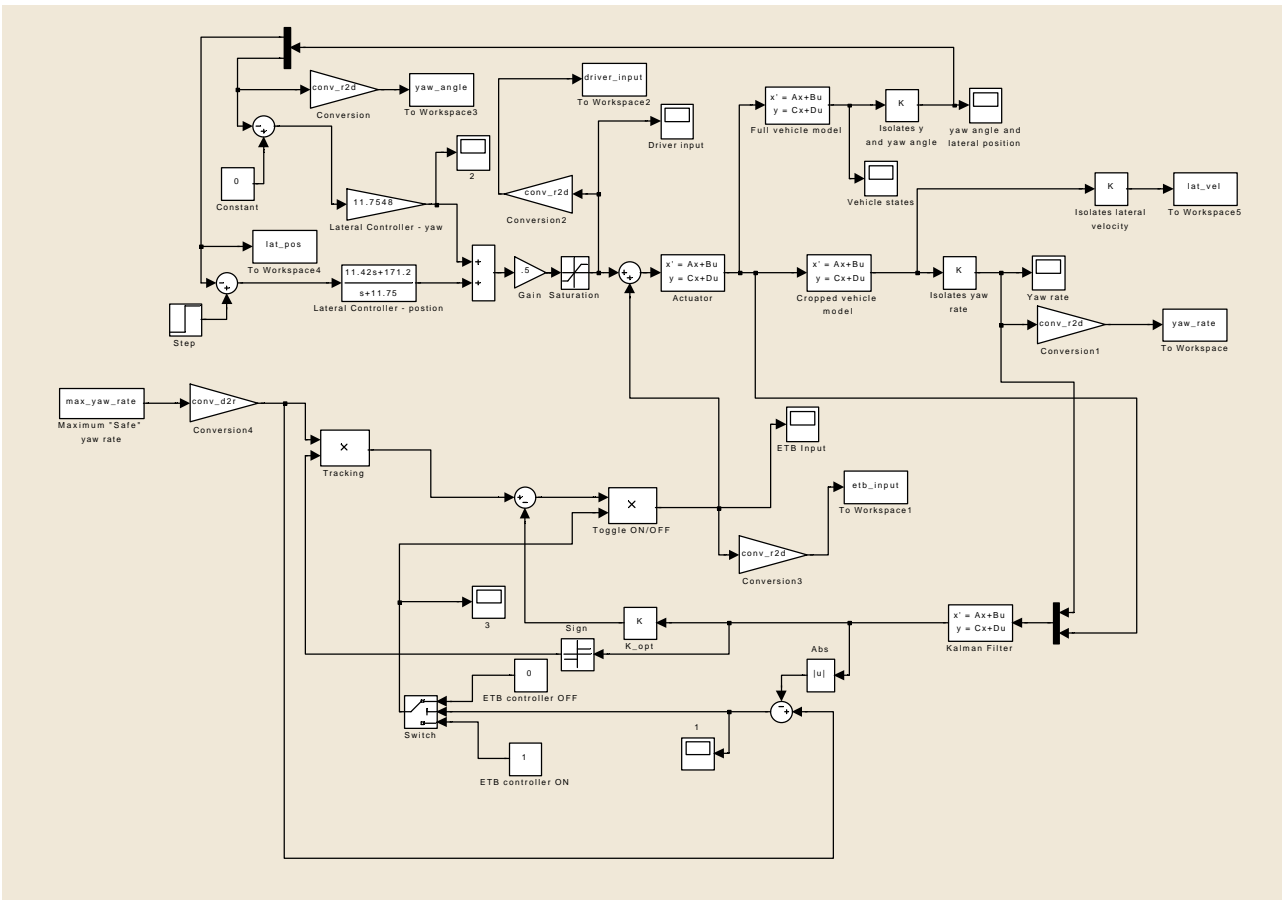 conv_r2d
Conversion
yaw_angle
To Workspace3
driver_input
To Workspace2
Driver input
x' = Ax+Bu
y = Cx+Du
Full vehicle model
K
Isolates y
and yaw angle
yaw angle and
lateral position
Vehicle states
− +
0
Constant
2
11.7548
Lateral Controller - yaw
conv_r2d
Conversion2
K
Isolates lateral
velocity
lat_vel
To Workspace5
lat_pos
To Workspace4
− +
Step
11.42s+171.2
s+11.75
Lateral Controller - postion
+
+
.5
Gain
Saturation
+ +
x' = Ax+Bu
y = Cx+Du
Actuator
x' = Ax+Bu
y = Cx+Du
Cropped vehicle
model
K
Isolates yaw
rate
Yaw rate
conv_r2d
Conversion1
yaw_rate
To Workspace
max_yaw_rate
Maximum "Safe"
yaw rate
conv_d2r
Conversion4
×
Tracking
ETB Input
+ −
×
Toggle ON/OFF
etb_input
To Workspace1
conv_r2d
Conversion3
3
K
K_opt
x' = Ax+Bu
y = Cx+Du
Kalman Filter
Sign
Abs
|u|
0
ETB controller OFF
Switch
− +
1
1
ETB controller ON